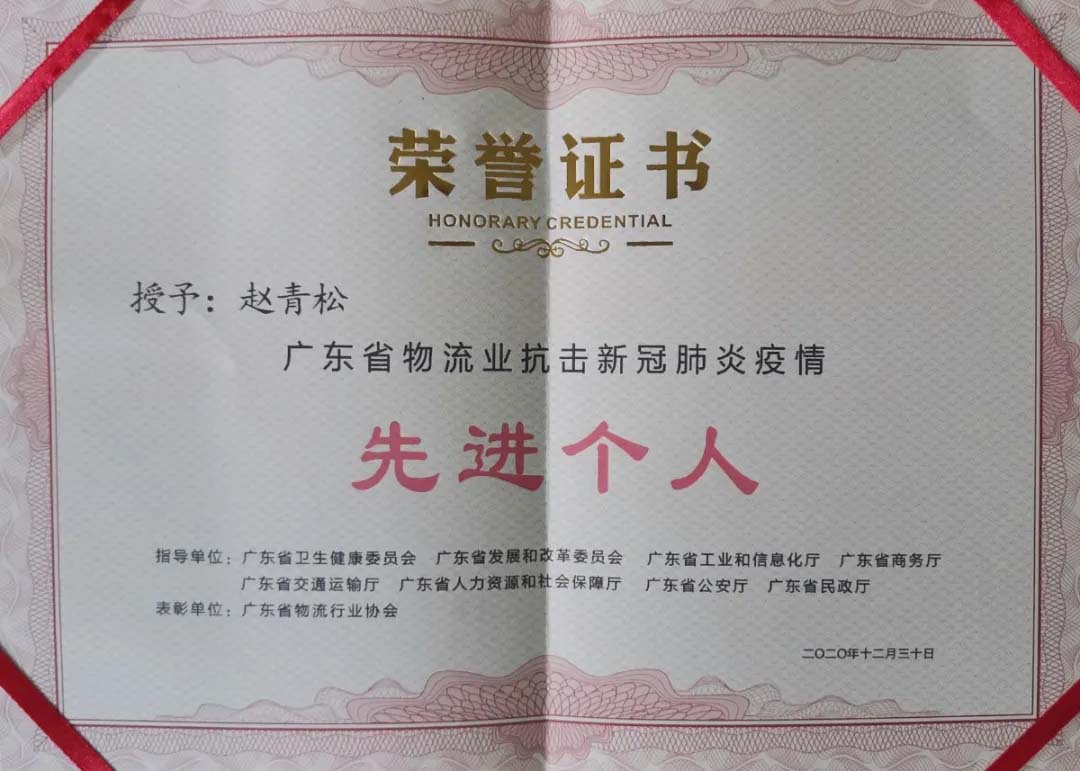 荣誉证书
HONORARY CREDENTIAL
授予：赵青松
广东省物流业抗击新冠肺炎疫情
先进个人
指导单位：广东省卫生健康委员会 广东省发展和改革委员会 广东省工业和信息化厅 广东省商务厅
广东省交通运输厅 广东省人力资源和社会保障厅 广东省公安厅 广东省民政厅
表彰单位：广东省物流行业协会
二〇二〇年十二月三十日